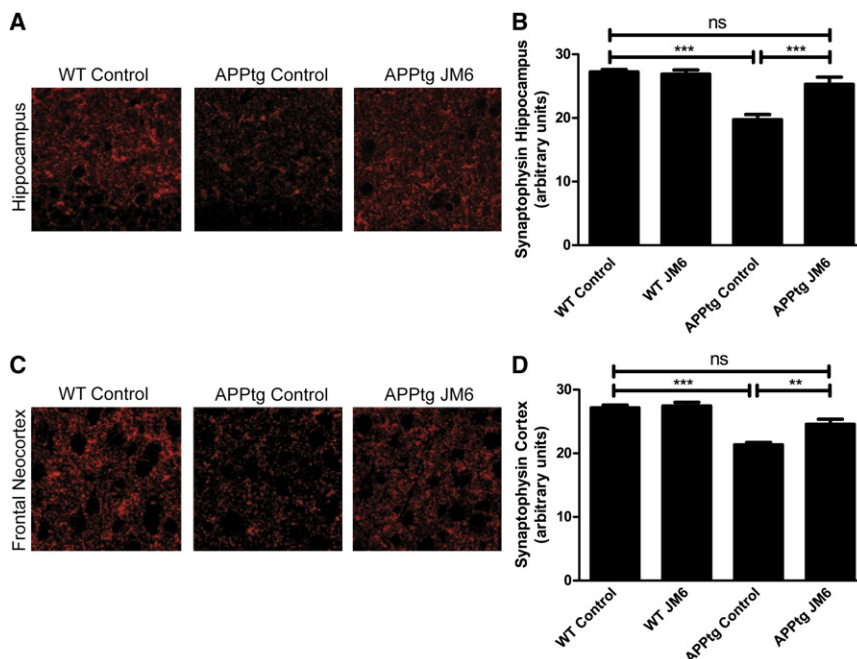 A
WT Control
APPtg Control
APPtg JM6
Hippocampus
B
ns
***
***
30
20
10
0
Synaptophysin Hippocampus
(arbitrary units)
WT Control
WT JM6
APPtg Control
APPtg JM6
C
WT Control
APPtg Control
APPtg JM6
Frontal Neocortex
D
ns
***
**
30
20
10
0
Synaptophysin Cortex
(arbitrary units)
WT Control
WT JM6
APPtg Control
APPtg JM6